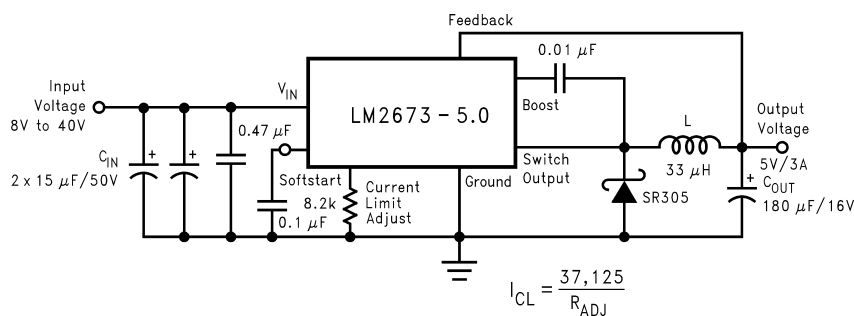 Feedback
0.01 μF
Input
Voltage
8V to 40V
V_IN
LM2673 - 5.0
Boost
L
Output
Voltage
C_IN
2 x 15 μF/50V
+
+
0.47 μF
Softstart
Current
Limit
Adjust
8.2k
0.1 μF
Ground
Switch
Output
33 μH
5V/3A
+
C_OUT
180 μF/16V
SR305
I_CL = 37,125
R_ADJ